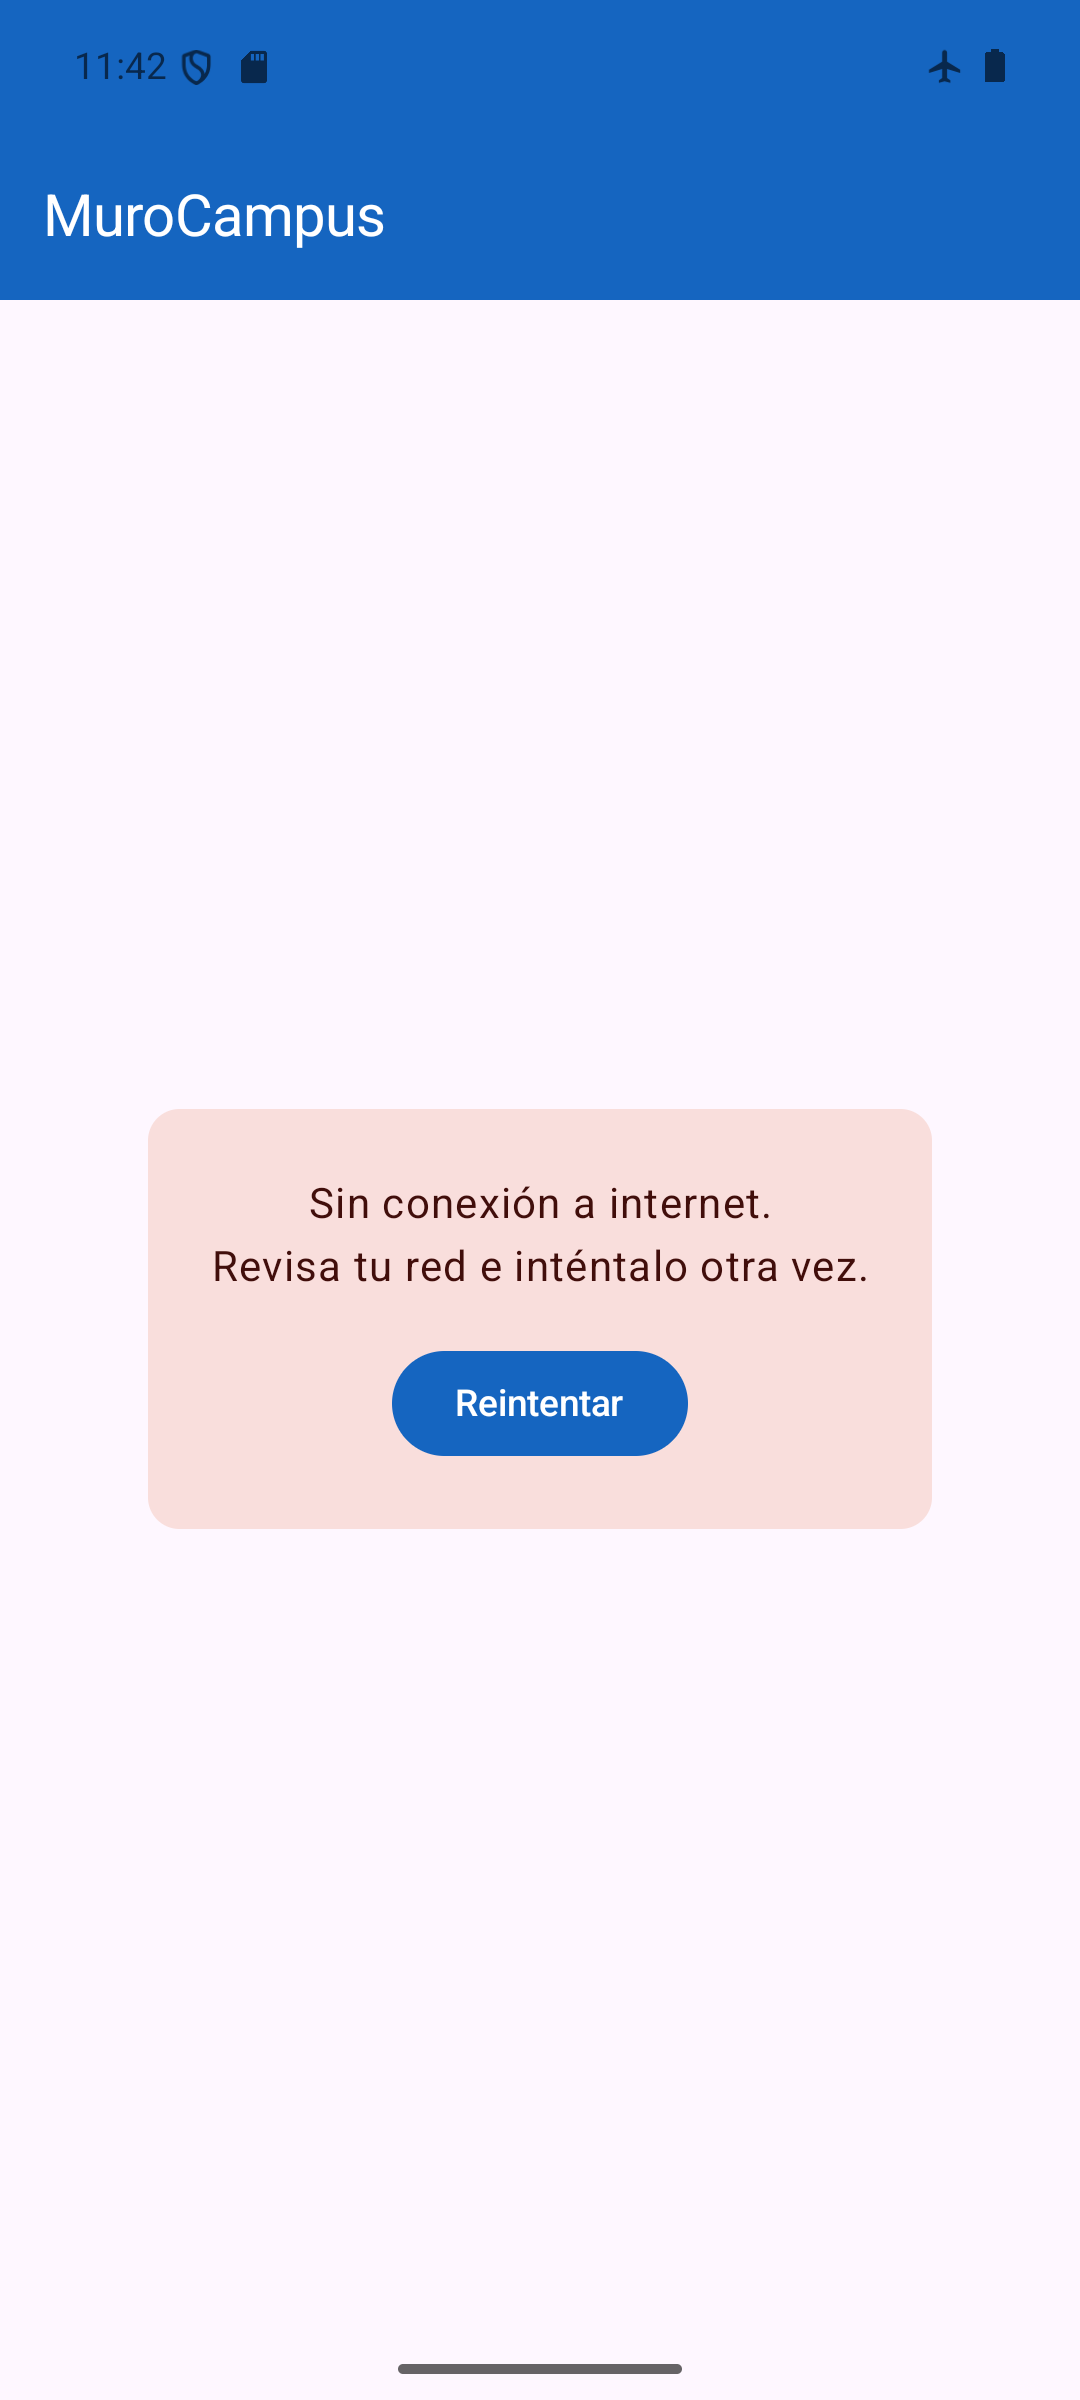 11:42
MuroCampus
Sin conexión a internet.
Revisa tu red e inténtalo otra vez.
Reintentar